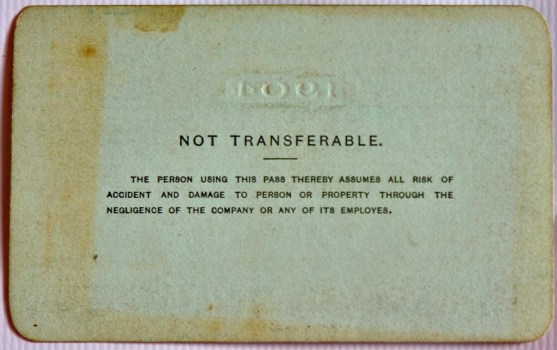 1904
NOT TRANSFERABLE.
THE PERSON USING THIS PASS THEREBY ASSUMES ALL RISK OF
ACCIDENT AND DAMAGE TO PERSON OR PROPERTY THROUGH THE
NEGLIGENCE OF THE COMPANY OR ANY OF ITS EMPLOYES.